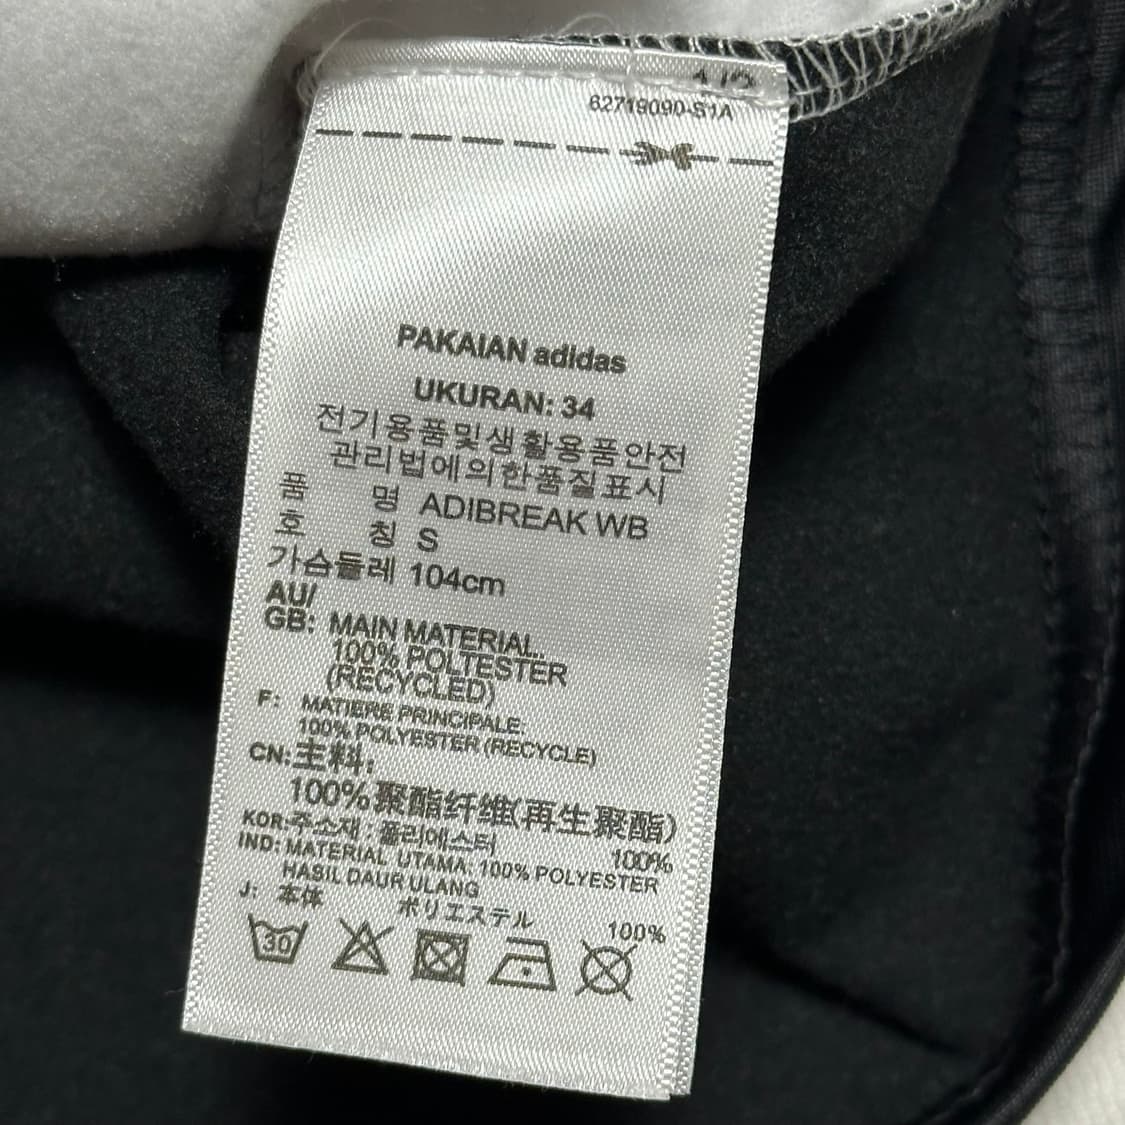 1/2
62719090-S1A
PAKAIAN adidas
UKURAN: 34
전기용품및생활용품안전
관리법에의한품질표시
품 명 ADIBREAK WB
호 칭 S
가슴둘레 104cm
AU/
GB: MAIN MATERIAL.
100% POLTESTER
(RECYCLED)
F: MATIERE PRINCIPALE:
100% POLYESTER (RECYCLE)
CN:主料:
100%聚酯纤维(再生聚酯)
KOR.주소재 : 폴리에스터 100%
IND: MATERIAL UTAMA: 100% POLYESTER
HASIL DAUR ULANG
J: 本体 ポリエステル 100%
30